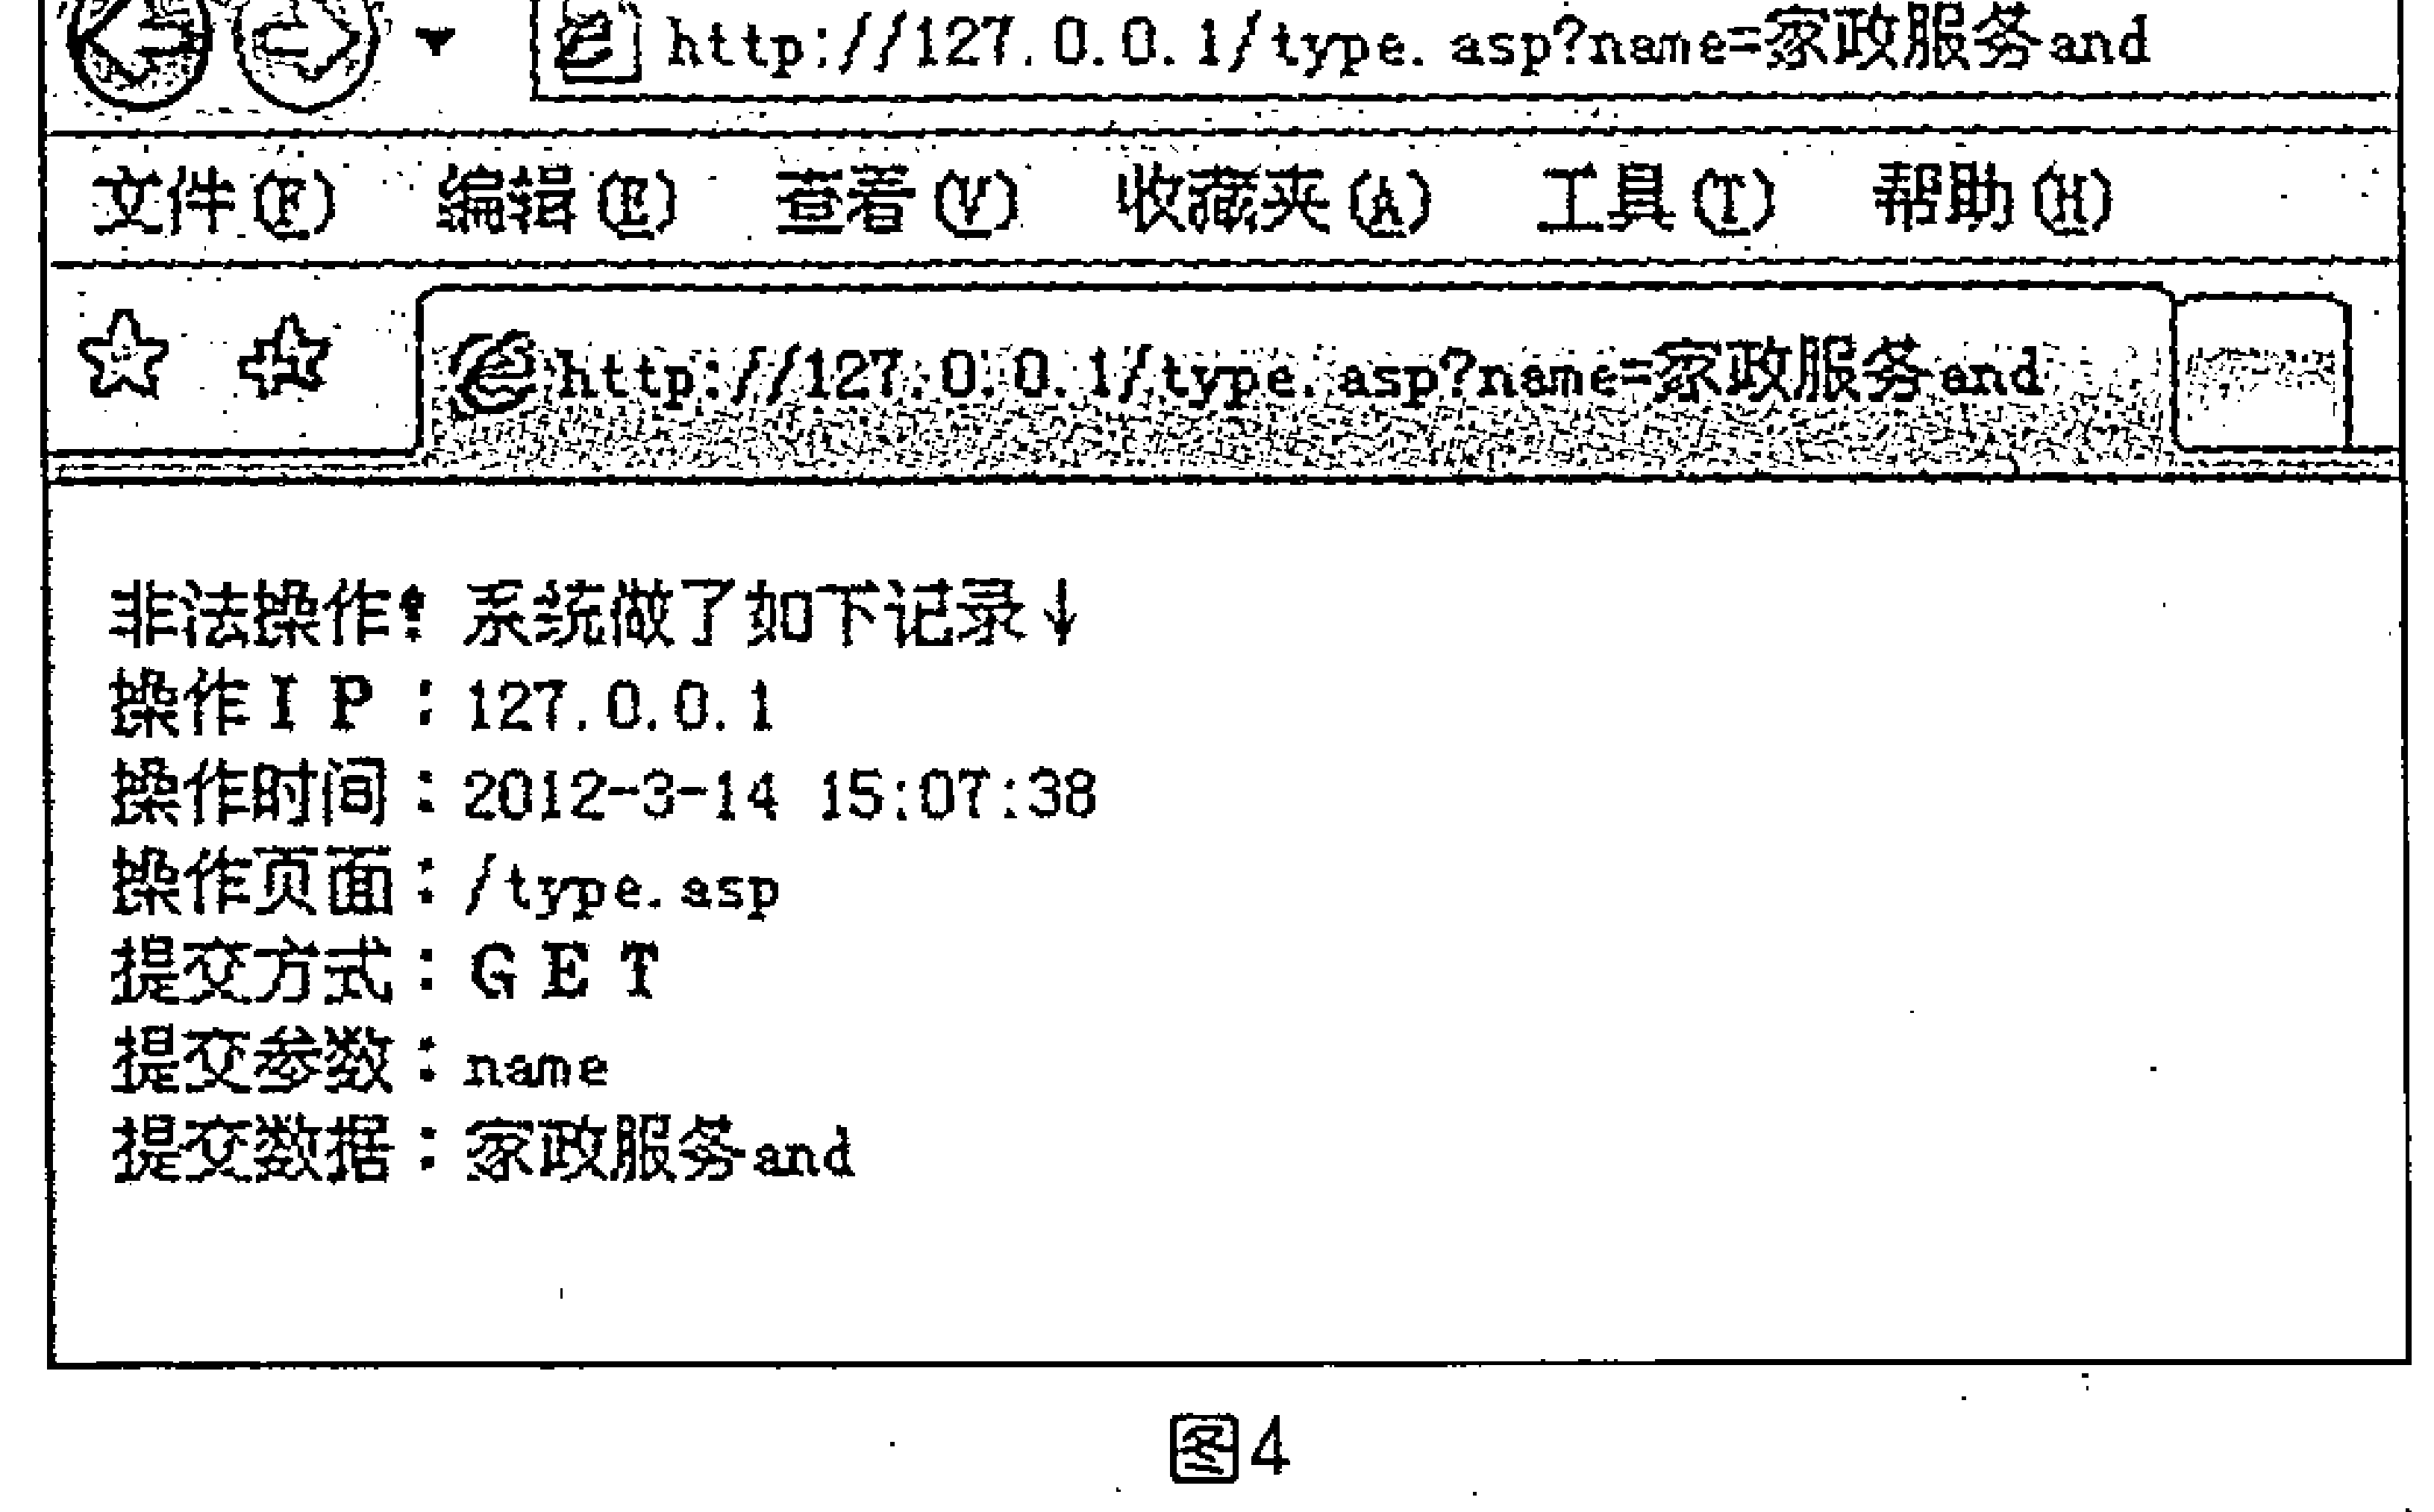 http://127.0.0.1/type.asp?name=家政服务and
文件(F) 编辑(E) 查看(V) 收藏夹(A) 工具(T) 帮助(H)
http://127.0.0.1/type.asp?name=家政服务and
非法操作! 系统做了如下记录↓
操作ＩＰ：127.0.0.1
操作时间：2012-3-14 15:07:38
操作页面：/type.asp
提交方式：ＧＥＴ
提交参数：name
提交数据：家政服务and
图4